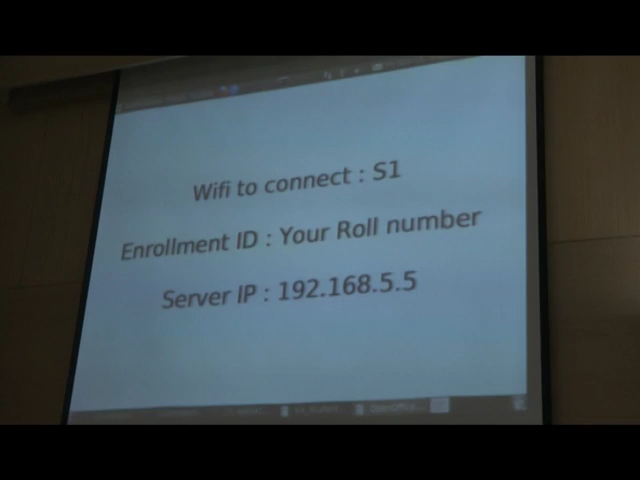 Wifi to connect : S1
Enrollment ID : Your Roll number
Server IP : 192.168.5.5